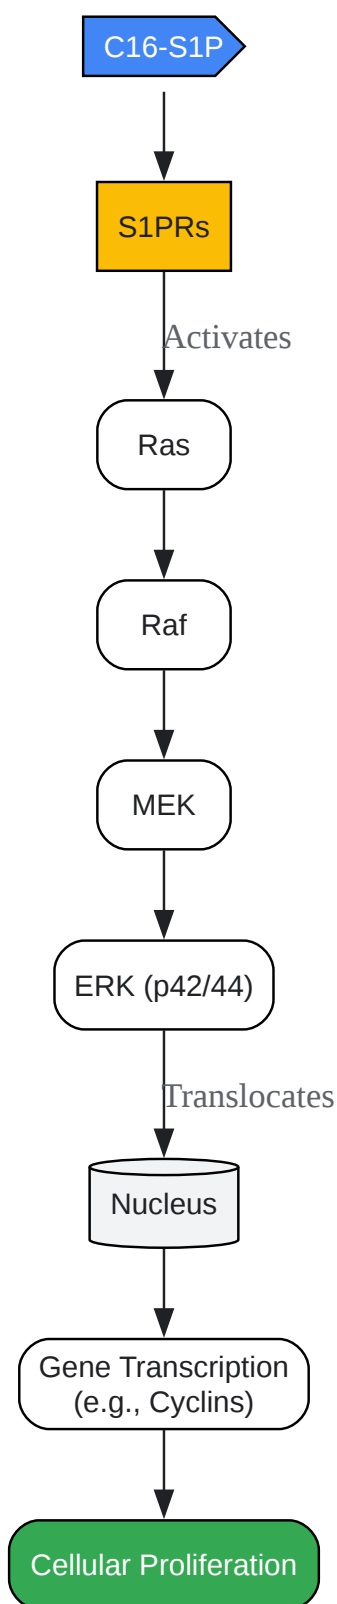 C16-S1P
S1PRs
Activates
Ras
Raf
MEK
ERK (p42/44)
Translocates
Nucleus
Gene Transcription
(e.g., Cyclins)
Cellular Proliferation